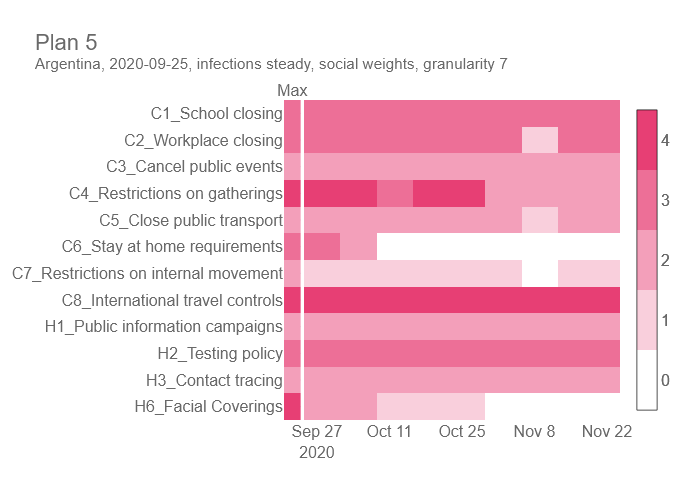 Plan 5
Argentina, 2020-09-25, infections steady, social weights, granularity 7
Max
C1_School closing
C2_Workplace closing
C3_Cancel public events
C4_Restrictions on gatherings
C5_Close public transport
C6_Stay at home requirements
C7_Restrictions on internal movement
C8_International travel controls
H1_Public information campaigns
H2_Testing policy
H3_Contact tracing
H6_Facial Coverings
4
3
2
1
0
Sep 27 Oct 11 Oct 25 Nov 8 Nov 22
2020